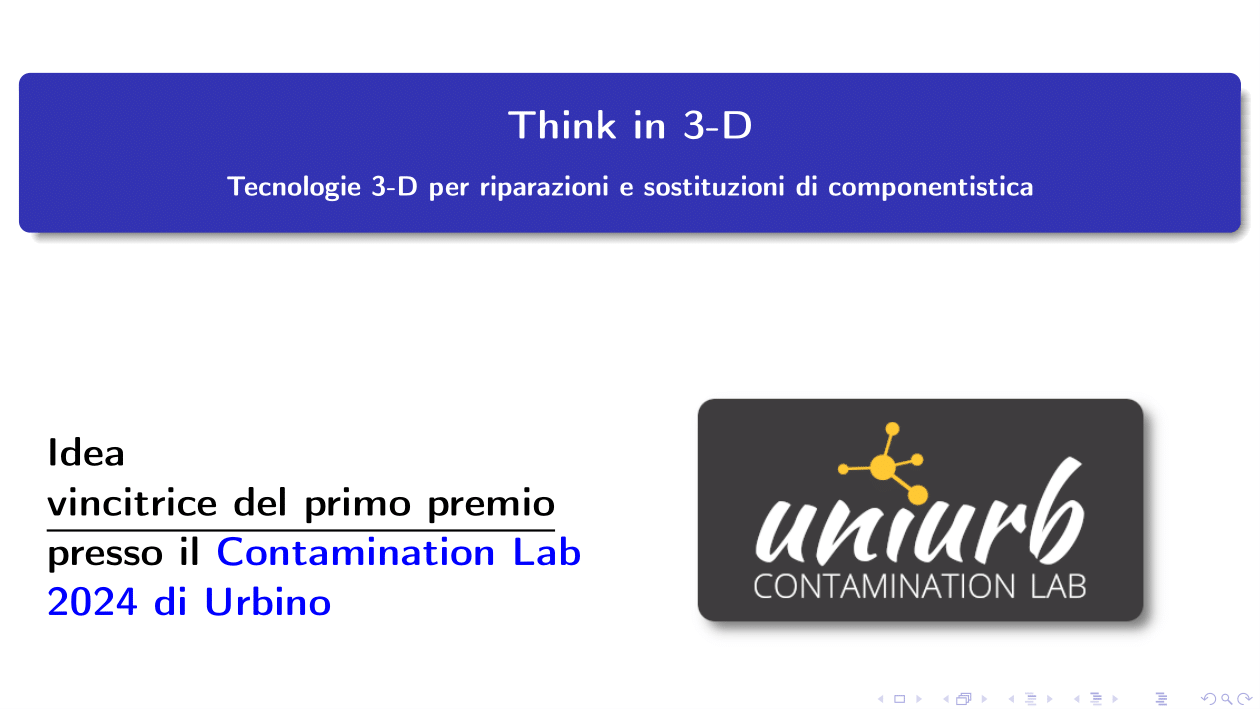 Think in 3-D
Tecnologie 3-D per riparazioni e sostituzioni di componentistica
Idea
vincitrice del primo premio
presso il Contamination Lab
2024 di Urbino
uniurb
CONTAMINATION LAB